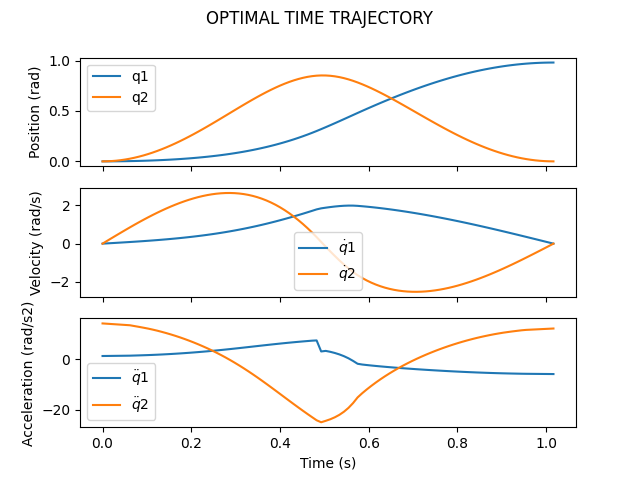 OPTIMAL TIME TRAJECTORY
Position (rad)
1.0
0.5
0.0
q1
q2
Velocity (rad/s)
2
0
−2
q̇1
q̇2
Acceleration (rad/s2)
0
−20
q̈1
q̈2
0.0 0.2 0.4 0.6 0.8 1.0
Time (s)